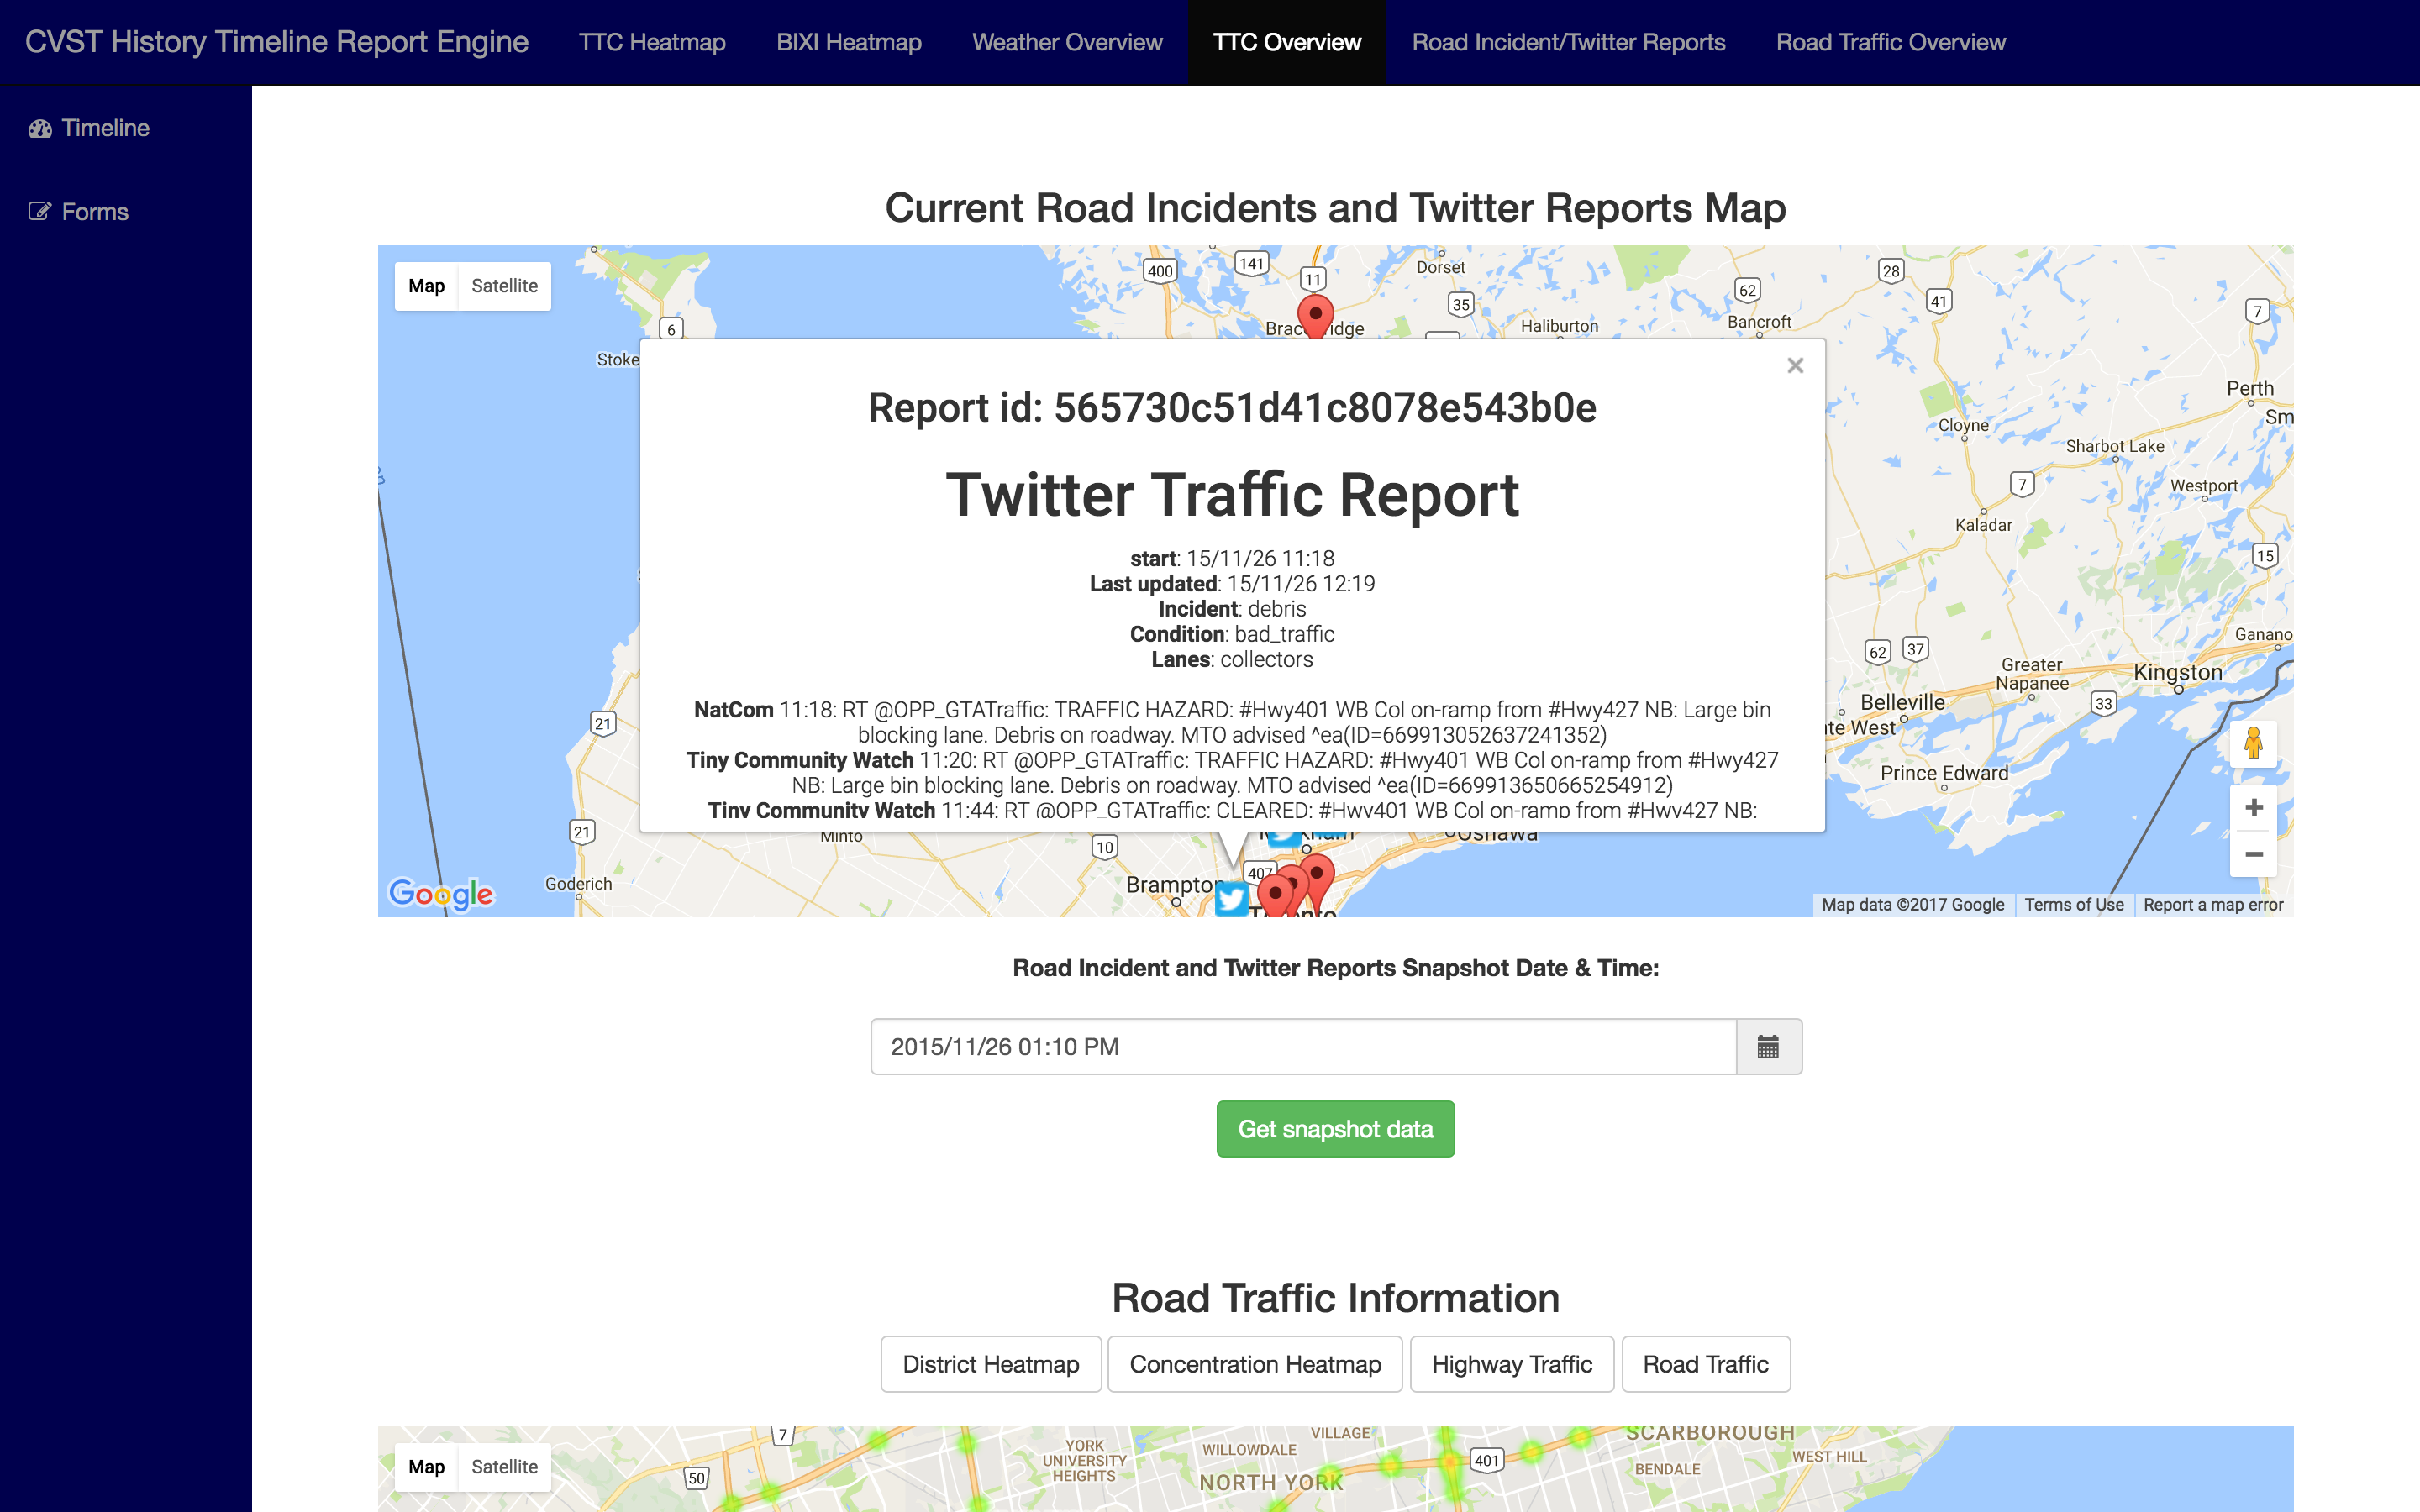 CVST History Timeline Report Engine TTC Heatmap BIXI Heatmap Weather Overview TTC Overview Road Incident/Twitter Reports Road Traffic Overview
Timeline
Forms
Current Road Incidents and Twitter Reports Map
Map Satellite
400 141 11 Dorset 28
35 62 41 7
6 Haliburton Bancroft
Stoke
×
Report id: 565730c51d41c8078e543b0e
Twitter Traffic Report
start: 15/11/26 11:18
Last updated: 15/11/26 12:19
Incident: debris
Condition: bad_traffic
Lanes: collectors
NatCom 11:18: RT @OPP_GTATraffic: TRAFFIC HAZARD: #Hwy401 WB Col on-ramp from #Hwy427 NB: Large bin
blocking lane. Debris on roadway. MTO advised ^ea(ID=669913052637241352)
Tiny Community Watch 11:20: RT @OPP_GTATraffic: TRAFFIC HAZARD: #Hwy401 WB Col on-ramp from #Hwy427
NB: Large bin blocking lane. Debris on roadway. MTO advised ^ea(ID=669913650665254912)
Tiny Community Watch 11:44: RT @OPP_GTATraffic: CLEARED: #Hwy401 WB Col on-ramp from #Hwy427 NB:
Perth
Sm
Cloyne
Sharbot Lake
7 Westport
Kaladar
15
Ganano
62 37 Greater
Napanee
Kingston
Belleville 33
te West
Prince Edward
21
21 Minto 10 Oshawa
Goderich Brampto 407
Google
Map data ©2017 Google Terms of Use Report a map error
Road Incident and Twitter Reports Snapshot Date & Time:
2015/11/26 01:10 PM
Get snapshot data
Road Traffic Information
District Heatmap Concentration Heatmap Highway Traffic Road Traffic
Map Satellite
7 VILLAGE SCARBOROUGH
YORK
UNIVERSITY
HEIGHTS
WILLOWDALE WEST HILL
50 401 BENDALE
NORTH YORK